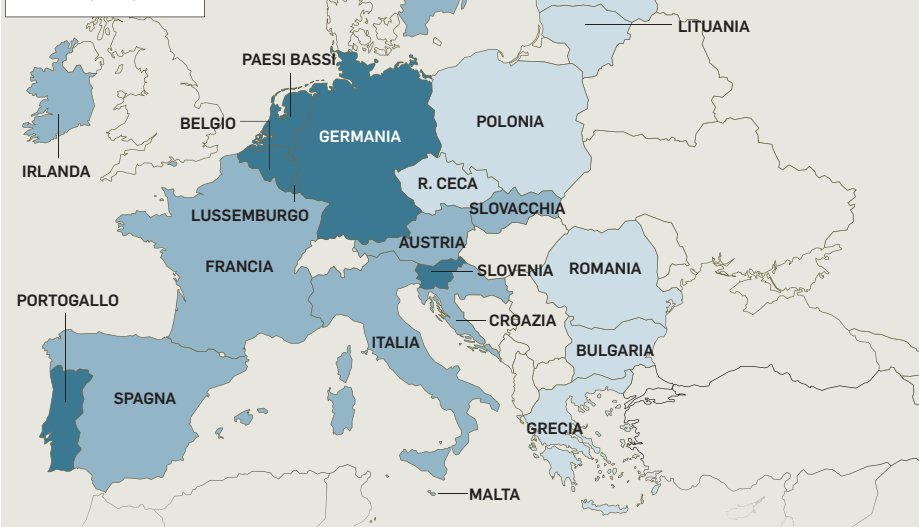 LITUANIA
PAESI BASSI
BELGIO
GERMANIA
POLONIA
IRLANDA
R. CECA
SLOVACCHIA
LUSSEMBURGO
AUSTRIA
FRANCIA
SLOVENIA
ROMANIA
PORTOGALLO
CROAZIA
ITALIA
BULGARIA
SPAGNA
GRECIA
MALTA